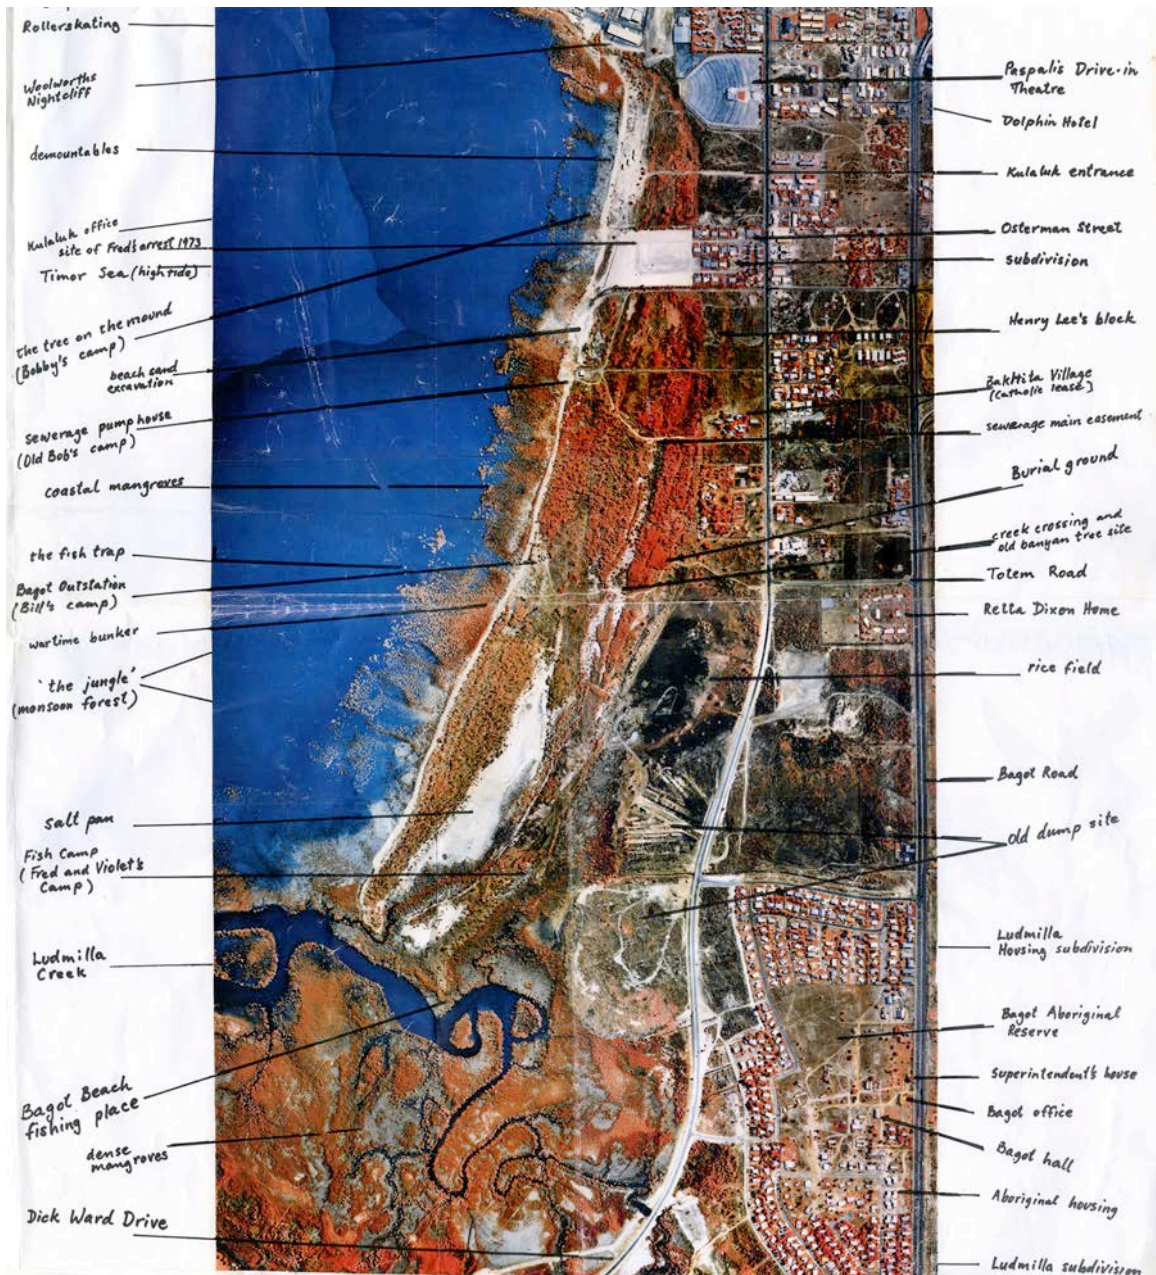 Rollerskating
Woolworths
Nightcliff
demountables
Kulaluk office
site of Fred's arrest 1973
Timor Sea (high tide)
the tree on the mound
(Bobby's camp)
beach sand
excavation
sewerage pump house
(Old Bob's camp)
coastal mangroves
the fish trap
Bagot Outstation
(Bill's camp)
wartime bunker
'the jungle'
(monsoon forest)
salt pan
Fish Camp
(Fred and Violet's
Camp)
Ludmilla
Creek
Bagot Beach
fishing place
dense
mangroves
Dick Ward Drive
Paspalis Drive-in
Theatre
Dolphin Hotel
Kulaluk entrance
Osterman Street
subdivision
Henry Lee's block
Bakhita Village
(Catholic lease)
sewerage main easement
Burial ground
creek crossing and
old banyan tree site
Totem Road
Retta Dixon Home
rice field
Bagot Road
old dump site
Ludmilla
Housing subdivision
Bagot Aboriginal
Reserve
superintendent's house
Bagot office
Bagot hall
Aboriginal housing
Ludmilla subdivision